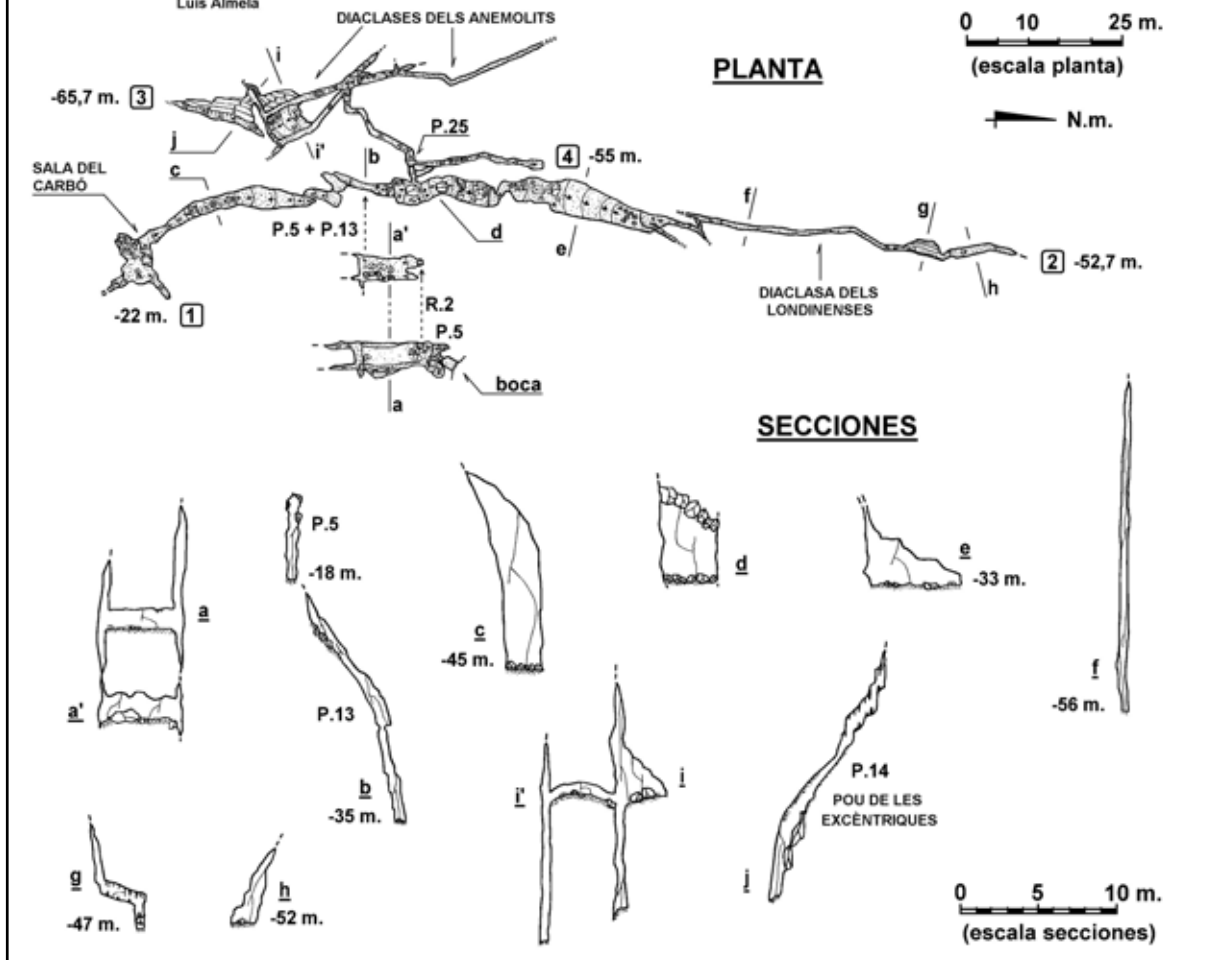 Luis Almela
DIACLASES DELS ANEMOLITS
0 10 25 m.
(escala planta)
PLANTA
N.m.
i
-65,7 m. 3
j
i'
P.25
b
4 -55 m.
SALA DEL
CARBÓ
c
P.5 + P.13
a'
d
e
f
g
2 -52,7 m.
h
DIACLASA DELS
LONDINENSES
-22 m. 1
R.2
P.5
boca
a
SECCIONES
P.5
-18 m.
a
a'
P.13
b
-35 m.
c
-45 m.
d
e
-33 m.
f
-56 m.
i'
i
P.14
POU DE LES
EXCÈNTRIQUES
g
-47 m.
h
-52 m.
0 5 10 m.
(escala secciones)